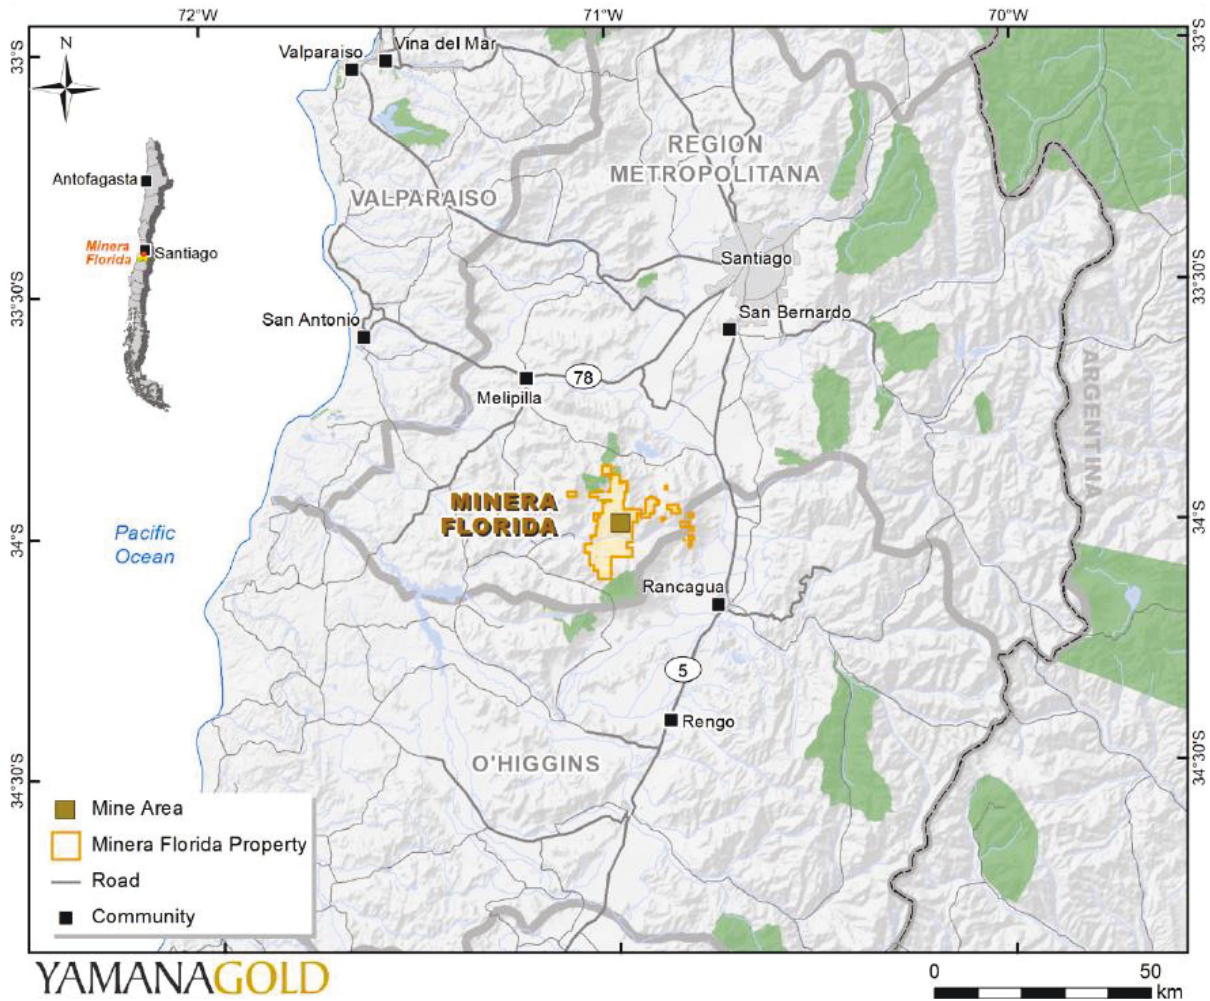 72°W
71°W
70°W
33°S
33°S
N
Valparaiso
Vina del Mar
REGION
METROPOLITANA
Antofagasta
VALPARAISO
Minera
Florida
Santiago
Santiago
33°30'S
33°30'S
San Antonio
San Bernardo
78
Melipilla
ARGENTINA
MINERA
FLORIDA
Pacific
Ocean
34°S
34°S
Rancagua
5
Rengo
O'HIGGINS
34°30'S
34°30'S
Mine Area
Minera Florida Property
Road
Community
YAMANAGOLD
0 50
km